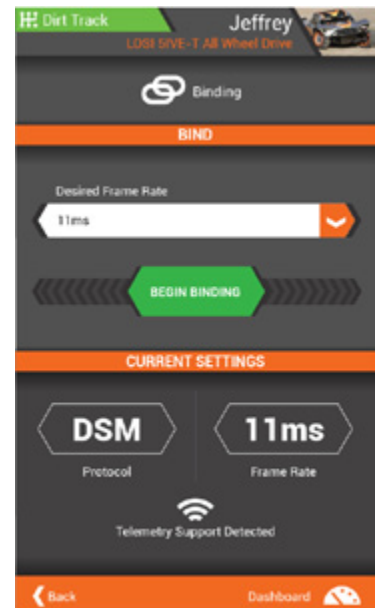 Dirt Track
Jeffrey
LOSI 5IVE-T All Wheel Drive
Binding
BIND
Desired Frame Rate
11ms
BEGIN BINDING
CURRENT SETTINGS
DSM
11ms
Protocol
Frame Rate
Telemetry Support Detected
Back
Dashboard